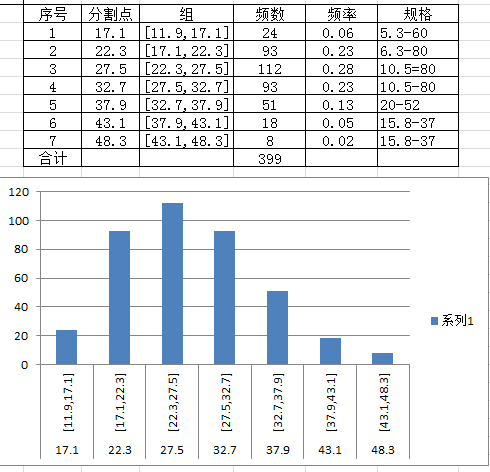 序号 分割点 组 频数 频率 规格
1 17.1 [11.9,17.1] 24 0.06 5.3-60
2 22.3 [17.1,22.3] 93 0.23 6.3-80
3 27.5 [22.3,27.5] 112 0.28 10.5=80
4 32.7 [27.5,32.7] 93 0.23 10.5-80
5 37.9 [32.7,37.9] 51 0.13 20-52
6 43.1 [37.9,43.1] 18 0.05 15.8-37
7 48.3 [43.1,48.3] 8 0.02 15.8-37
合计 399
120
100
80
60
40
20
0
[11.9,17.1] [17.1,22.3] [22.3,27.5] [27.5,32.7] [32.7,37.9] [37.9,43.1] [43.1,48.3]
17.1 22.3 27.5 32.7 37.9 43.1 48.3
系列1